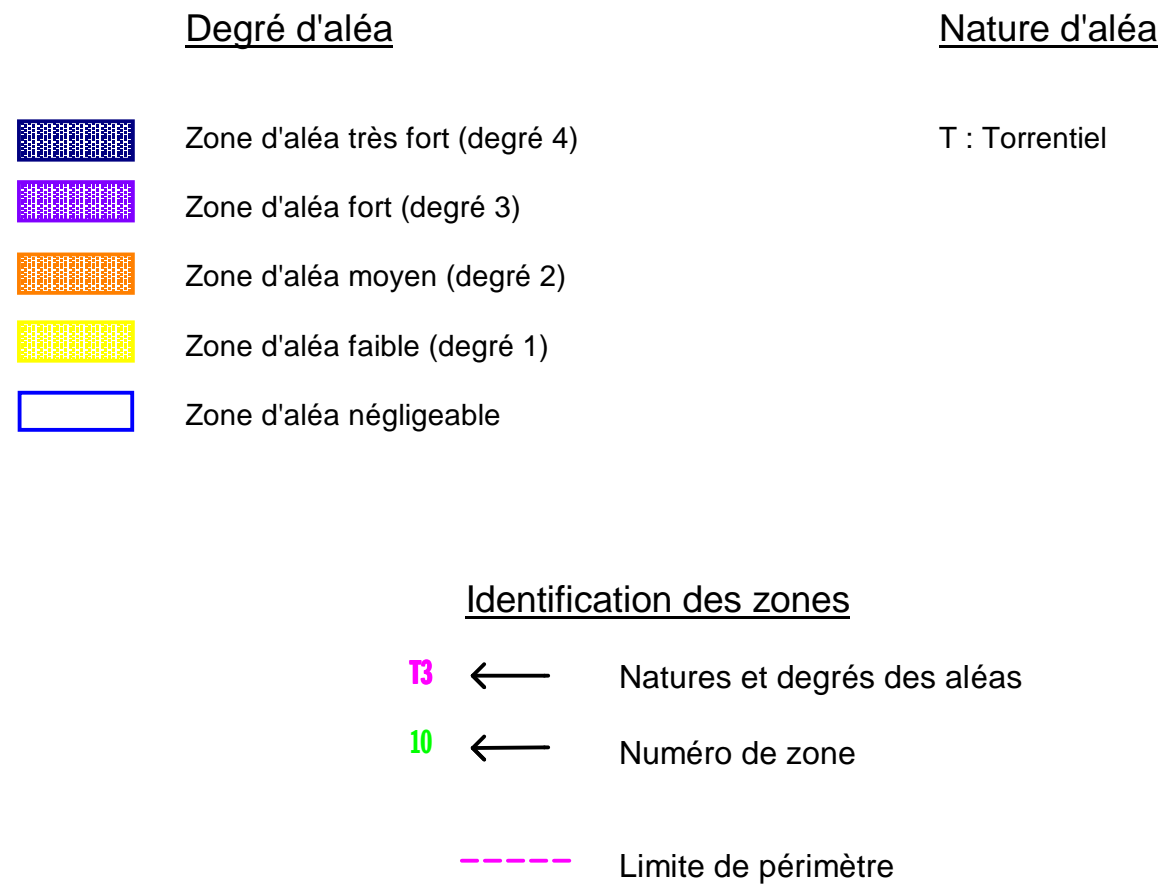 Degré d'aléa
Nature d'aléa
Zone d'aléa très fort (degré 4)
T : Torrentiel
Zone d'aléa fort (degré 3)
Zone d'aléa moyen (degré 2)
Zone d'aléa faible (degré 1)
Zone d'aléa négligeable
Identification des zones
T3 Natures et degrés des aléas
10 Numéro de zone
Limite de périmètre